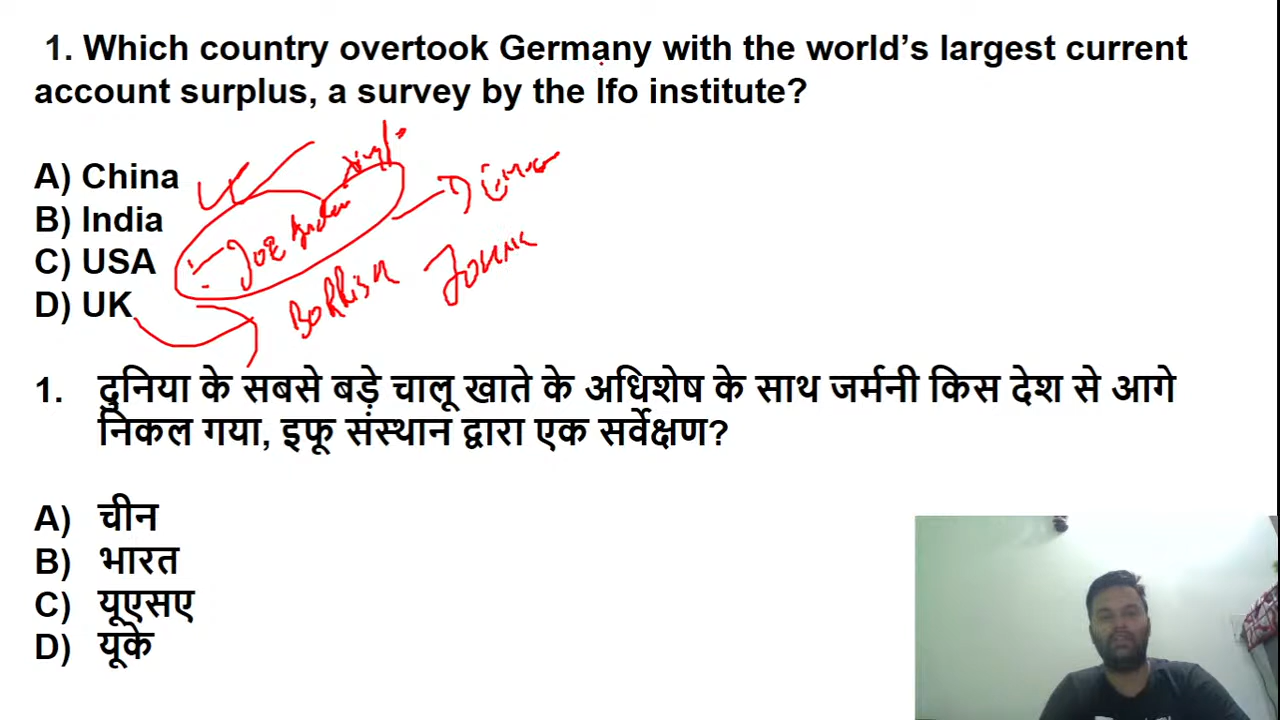 1. Which country overtook Germany with the world’s largest current
account surplus, a survey by the Ifo institute?
A) China
B) India
C) USA
D) UK
1. दुनिया के सबसे बड़े चालू खाते के अधिशेष के साथ जर्मनी किस देश से आगे
निकल गया, इफू संस्थान द्वारा एक सर्वेक्षण?
A) चीन
B) भारत
C) यूएसए
D) यूके